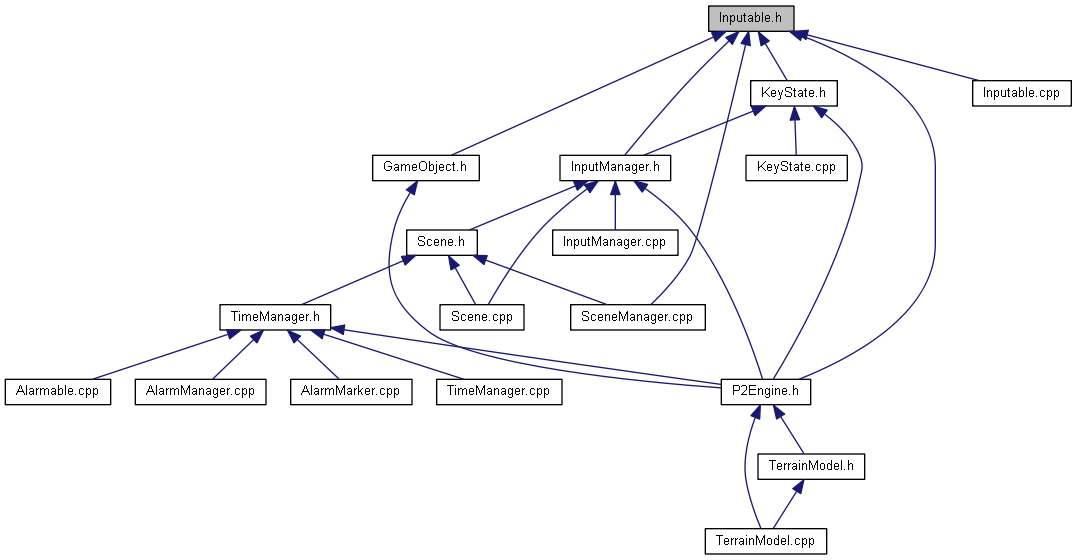 Inputable.h
KeyState.h
Inputable.cpp
GameObject.h
InputManager.h
KeyState.cpp
Scene.h
InputManager.cpp
TimeManager.h
Scene.cpp
SceneManager.cpp
Alarmable.cpp
AlarmManager.cpp
AlarmMarker.cpp
TimeManager.cpp
P2Engine.h
TerrainModel.h
TerrainModel.cpp